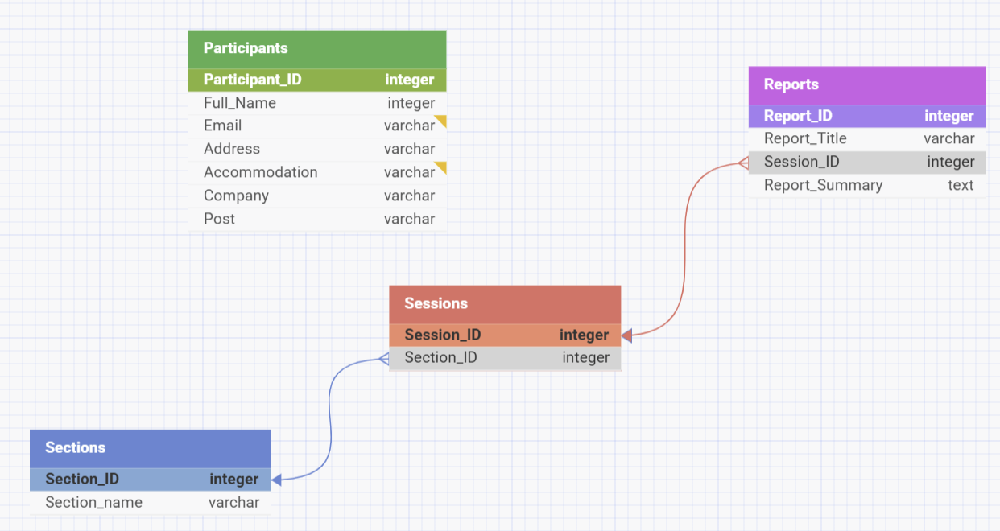 Participants
Participant_ID integer
Full_Name integer
Email varchar
Address varchar
Accommodation varchar
Company varchar
Post varchar
Reports
Report_ID integer
Report_Title varchar
Session_ID integer
Report_Summary text
Sessions
Session_ID integer
Section_ID integer
Sections
Section_ID integer
Section_name varchar